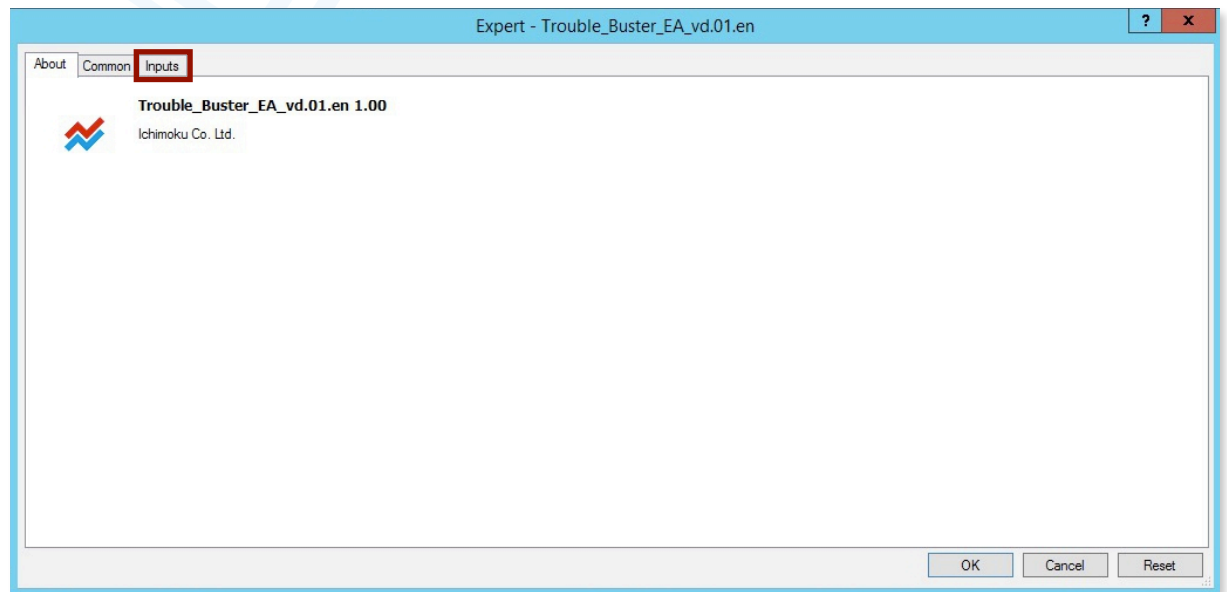 Expert - Trouble_Buster_EA_vd.01.en
? x
About Common Inputs
Trouble_Buster_EA_vd.01.en 1.00
Ichimoku Co. Ltd.
OK Cancel Reset